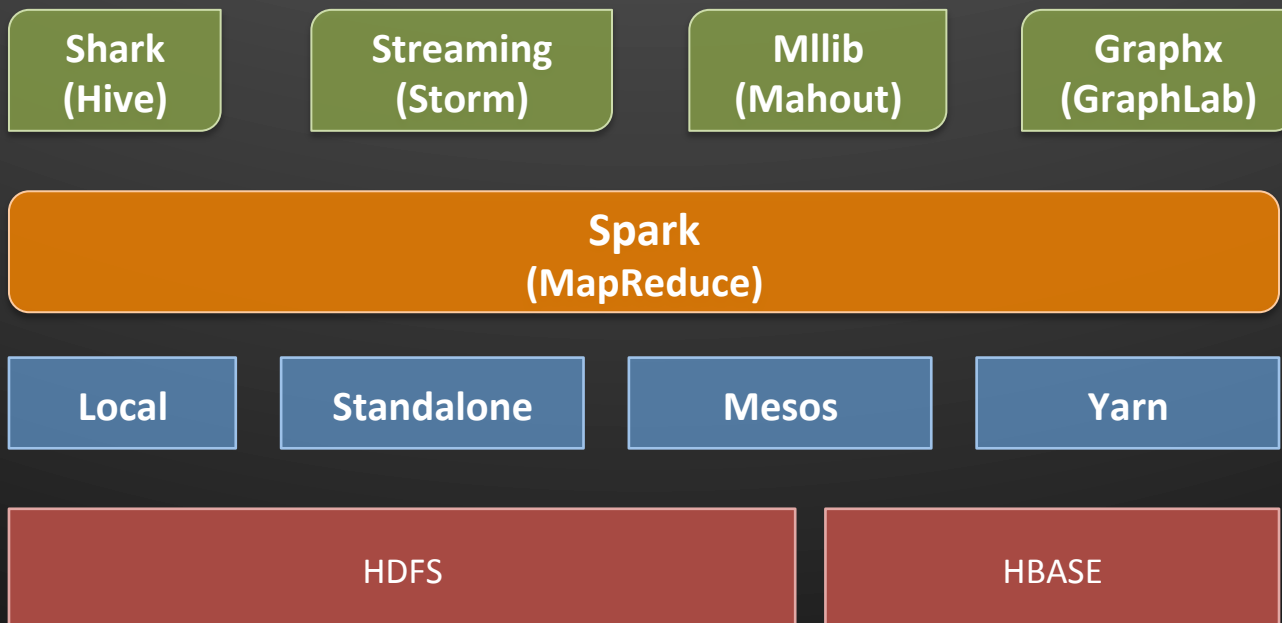 Shark
(Hive)
Streaming
(Storm)
Mllib
(Mahout)
Graphx
(GraphLab)
Spark
(MapReduce)
Local
Standalone
Mesos
Yarn
HDFS
HBASE